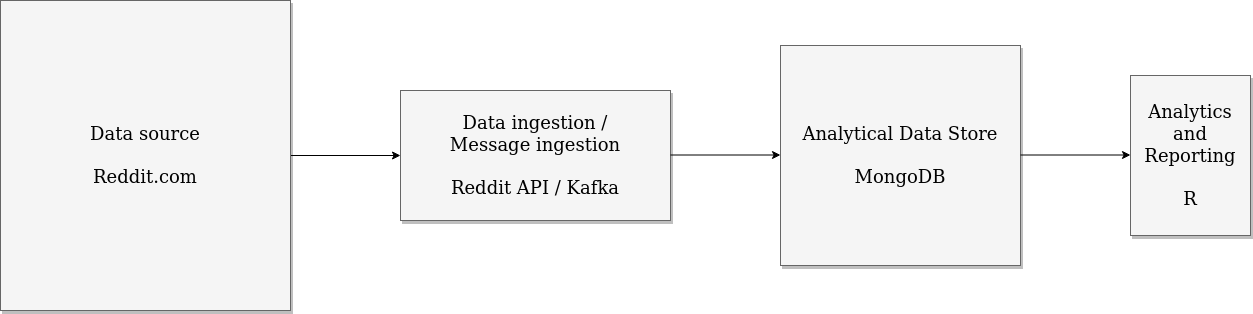 Data source
Reddit.com
Data ingestion /
Message ingestion
Reddit API / Kafka
Analytical Data Store
MongoDB
Analytics
and
Reporting
R